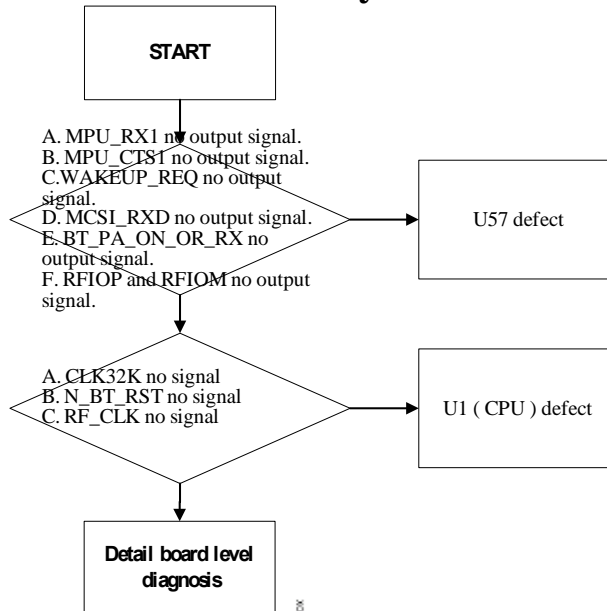 START
A. MPU_RX1 no output signal.
B. MPU_CTS1 no output signal.
C.WAKEUP_REQ no output
signal.
D. MCSI_RXD no output signal.
E. BT_PA_ON_OR_RX no
output signal.
F. RFIOP and RFIOM no output
signal.
U57 defect
A. CLK32K no signal
B. N_BT_RST no signal
C. RF_CLK no signal
U1 ( CPU ) defect
Detail board level
diagnosis